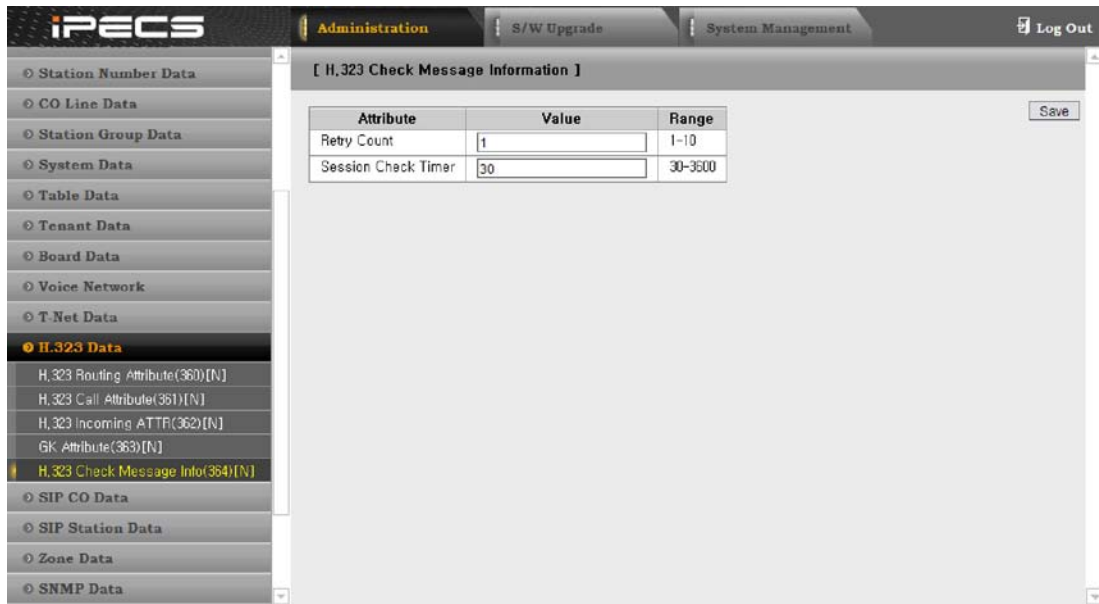 iPECS
Administration
S/W Upgrade
System Management
Log Out
Station Number Data
CO Line Data
Station Group Data
System Data
Table Data
Tenant Data
Board Data
Voice Network
T-Net Data
H.323 Data
H,323 Routing Attribute(360)[N]
H,323 Call Attribute(361)[N]
H,323 Incoming ATTR(362)[N]
GK Attribute(363)[N]
H,323 Check Message Info(364)[N]
SIP CO Data
SIP Station Data
Zone Data
SNMP Data
[ H,323 Check Message Information ]
Save
Attribute Value Range
Retry Count 1 1-10
Session Check Timer 30 30-3600